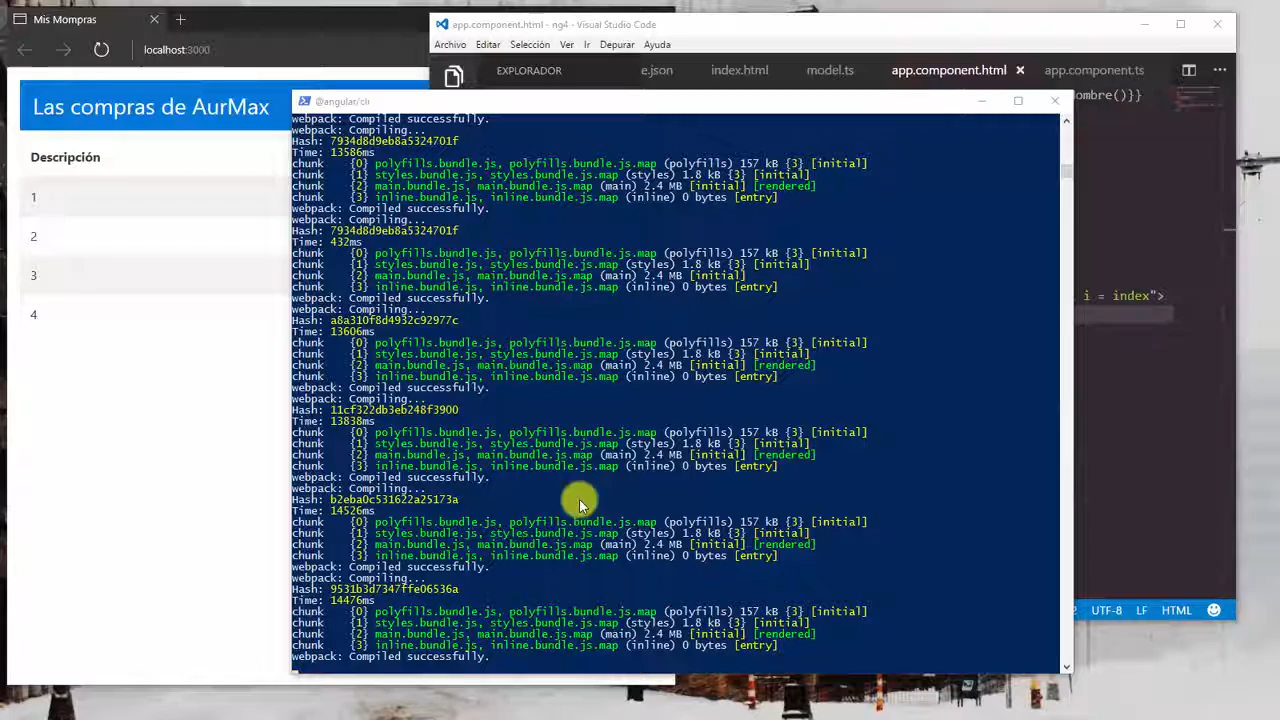 Mis Mompras
localhost:3000
Las compras de AurMax
Descripción
1
2
3
4
app.component.html - ng4 - Visual Studio Code
Archivo Editar Selección Ver Ir Depurar Ayuda
EXPLORADOR
e.json index.html model.ts app.component.html app.component.ts
ombre()}}
i = index">
UTF-8 LF HTML
@angular/cli
webpack: Compiled successfully.
webpack: Compiling...
Hash: 7934d8d9eb8a5324701f
Time: 13586ms
chunk {0} polyfills.bundle.js, polyfills.bundle.js.map (polyfills) 157 kB {3} [initial]
chunk {1} styles.bundle.js, styles.bundle.js.map (styles) 1.8 kB {3} [initial]
chunk {2} main.bundle.js, main.bundle.js.map (main) 2.4 MB [initial] [rendered]
chunk {3} inline.bundle.js, inline.bundle.js.map (inline) 0 bytes [entry]
webpack: Compiled successfully.
webpack: Compiling...
Hash: 7934d8d9eb8a5324701f
Time: 432ms
chunk {0} polyfills.bundle.js, polyfills.bundle.js.map (polyfills) 157 kB {3} [initial]
chunk {1} styles.bundle.js, styles.bundle.js.map (styles) 1.8 kB {3} [initial]
chunk {2} main.bundle.js, main.bundle.js.map (main) 2.4 MB [initial]
chunk {3} inline.bundle.js, inline.bundle.js.map (inline) 0 bytes [entry]
webpack: Compiled successfully.
webpack: Compiling...
Hash: a8a310f8d4932c92977c
Time: 13606ms
chunk {0} polyfills.bundle.js, polyfills.bundle.js.map (polyfills) 157 kB {3} [initial]
chunk {1} styles.bundle.js, styles.bundle.js.map (styles) 1.8 kB {3} [initial]
chunk {2} main.bundle.js, main.bundle.js.map (main) 2.4 MB [initial] [rendered]
chunk {3} inline.bundle.js, inline.bundle.js.map (inline) 0 bytes [entry]
webpack: Compiled successfully.
webpack: Compiling...
Hash: 11cf322db3eb248f3900
Time: 13838ms
chunk {0} polyfills.bundle.js, polyfills.bundle.js.map (polyfills) 157 kB {3} [initial]
chunk {1} styles.bundle.js, styles.bundle.js.map (styles) 1.8 kB {3} [initial]
chunk {2} main.bundle.js, main.bundle.js.map (main) 2.4 MB [initial] [rendered]
chunk {3} inline.bundle.js, inline.bundle.js.map (inline) 0 bytes [entry]
webpack: Compiled successfully.
webpack: Compiling...
Hash: b2eba0c531622a25173a
Time: 14526ms
chunk {0} polyfills.bundle.js, polyfills.bundle.js.map (polyfills) 157 kB {3} [initial]
chunk {1} styles.bundle.js, styles.bundle.js.map (styles) 1.8 kB {3} [initial]
chunk {2} main.bundle.js, main.bundle.js.map (main) 2.4 MB [initial] [rendered]
chunk {3} inline.bundle.js, inline.bundle.js.map (inline) 0 bytes [entry]
webpack: Compiled successfully.
webpack: Compiling...
Hash: 9531b3d7347ffe06536a
Time: 14476ms
chunk {0} polyfills.bundle.js, polyfills.bundle.js.map (polyfills) 157 kB {3} [initial]
chunk {1} styles.bundle.js, styles.bundle.js.map (styles) 1.8 kB {3} [initial]
chunk {2} main.bundle.js, main.bundle.js.map (main) 2.4 MB [initial] [rendered]
chunk {3} inline.bundle.js, inline.bundle.js.map (inline) 0 bytes [entry]
webpack: Compiled successfully.